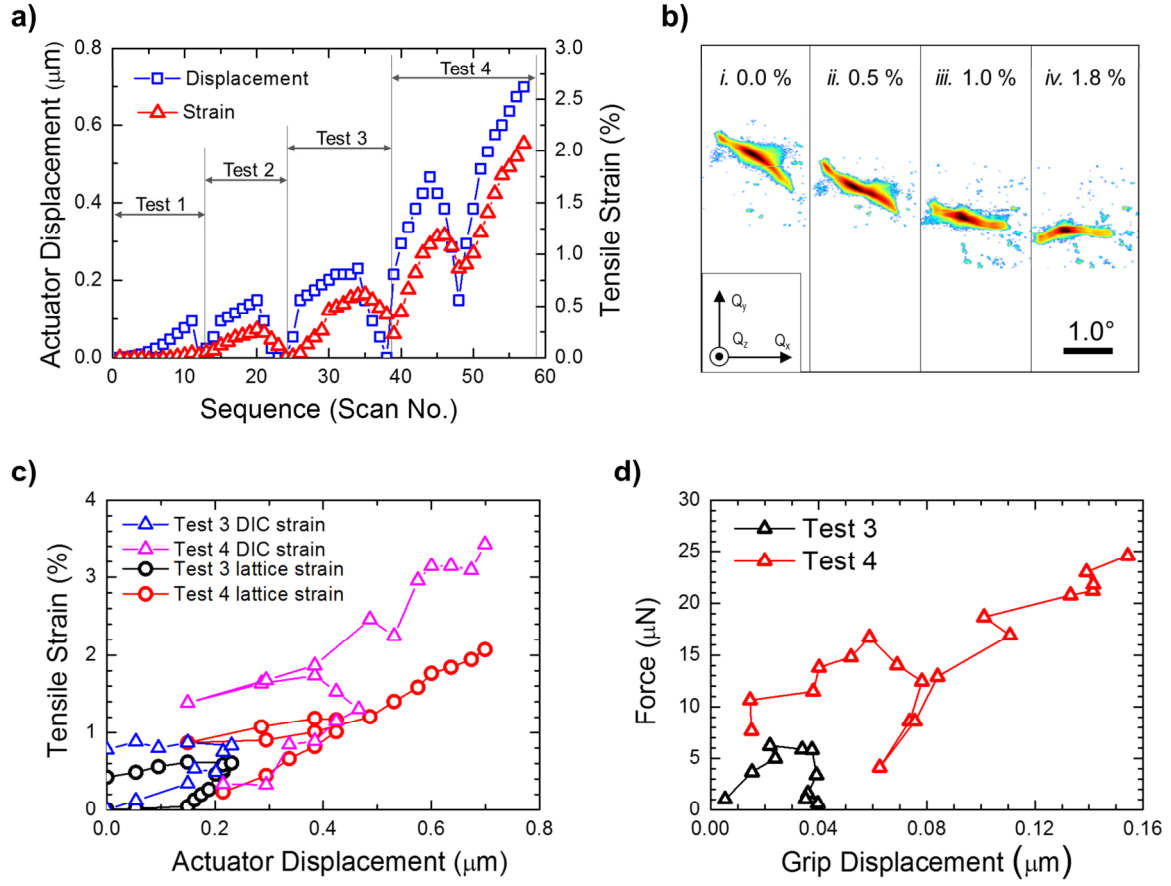 a)
Actuator Displacement (μm)
0.8
0.6
0.4
0.2
0.0
Displacement
Strain
Test 1
Test 2
Test 3
Test 4
3.0
2.5
2.0
1.5
1.0
0.5
0.0
Tensile Strain (%)
0 10 20 30 40 50 60
Sequence (Scan No.)
b)
i. 0.0 % ii. 0.5 % iii. 1.0 % iv. 1.8 %
Qy
Qz Qx
1.0°
c)
Tensile Strain (%)
4
3
2
1
0
Test 3 DIC strain
Test 4 DIC strain
Test 3 lattice strain
Test 4 lattice strain
0.0 0.2 0.4 0.6 0.8
Actuator Displacement (μm)
d)
Force (μN)
30
25
20
15
10
5
0
Test 3
Test 4
0.00 0.04 0.08 0.12 0.16
Grip Displacement (μm)